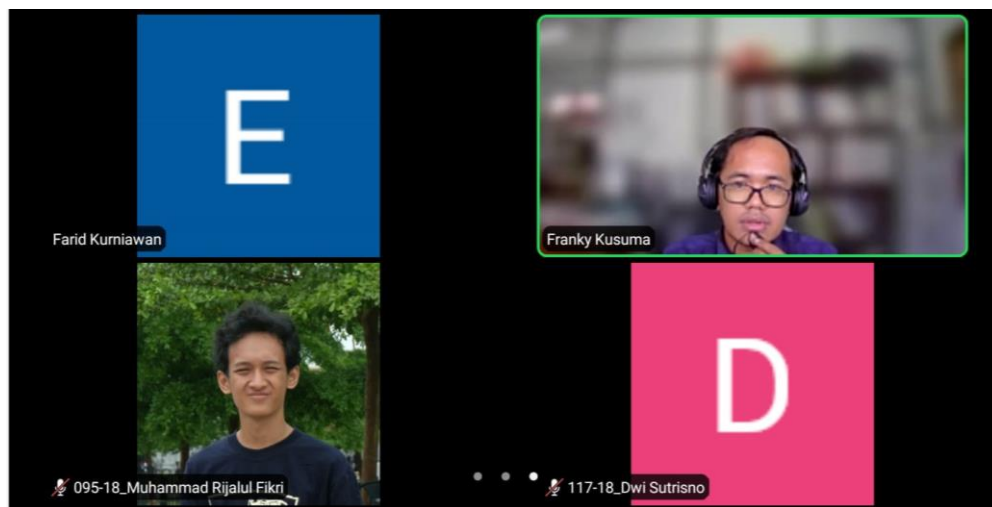 E
Farid Kurniawan
Franky Kusuma
095-18_Muhammad Rijalul Fikri
D
117-18_Dwi Sutrisno